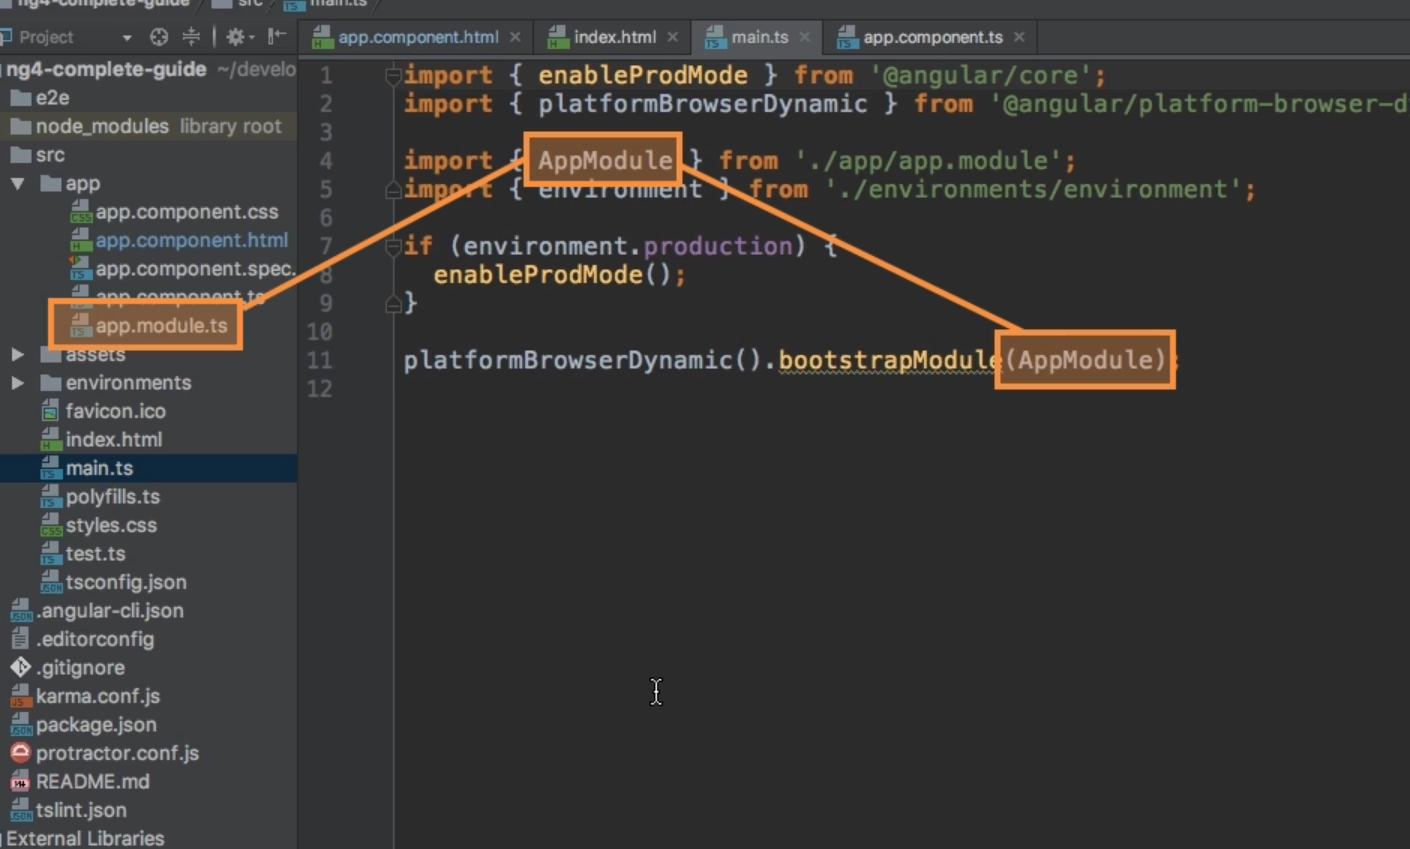 ng4-complete-guide src main.ts
Project
app.component.html
index.html
main.ts
app.component.ts
ng4-complete-guide ~/develo
e2e
node_modules library root
src
app
app.component.css
app.component.html
app.component.spec.
app.component.ts
app.module.ts
assets
environments
favicon.ico
index.html
main.ts
polyfills.ts
styles.css
test.ts
tsconfig.json
.angular-cli.json
.editorconfig
.gitignore
karma.conf.js
package.json
protractor.conf.js
README.md
tslint.json
External Libraries
1 import { enableProdMode } from '@angular/core';
2 import { platformBrowserDynamic } from '@angular/platform-browser-d
3
4 import { AppModule } from './app/app.module';
5 import { environment } from './environments/environment';
6
7 if (environment.production) {
8 enableProdMode();
9 }
10
11 platformBrowserDynamic().bootstrapModule(AppModule);
12